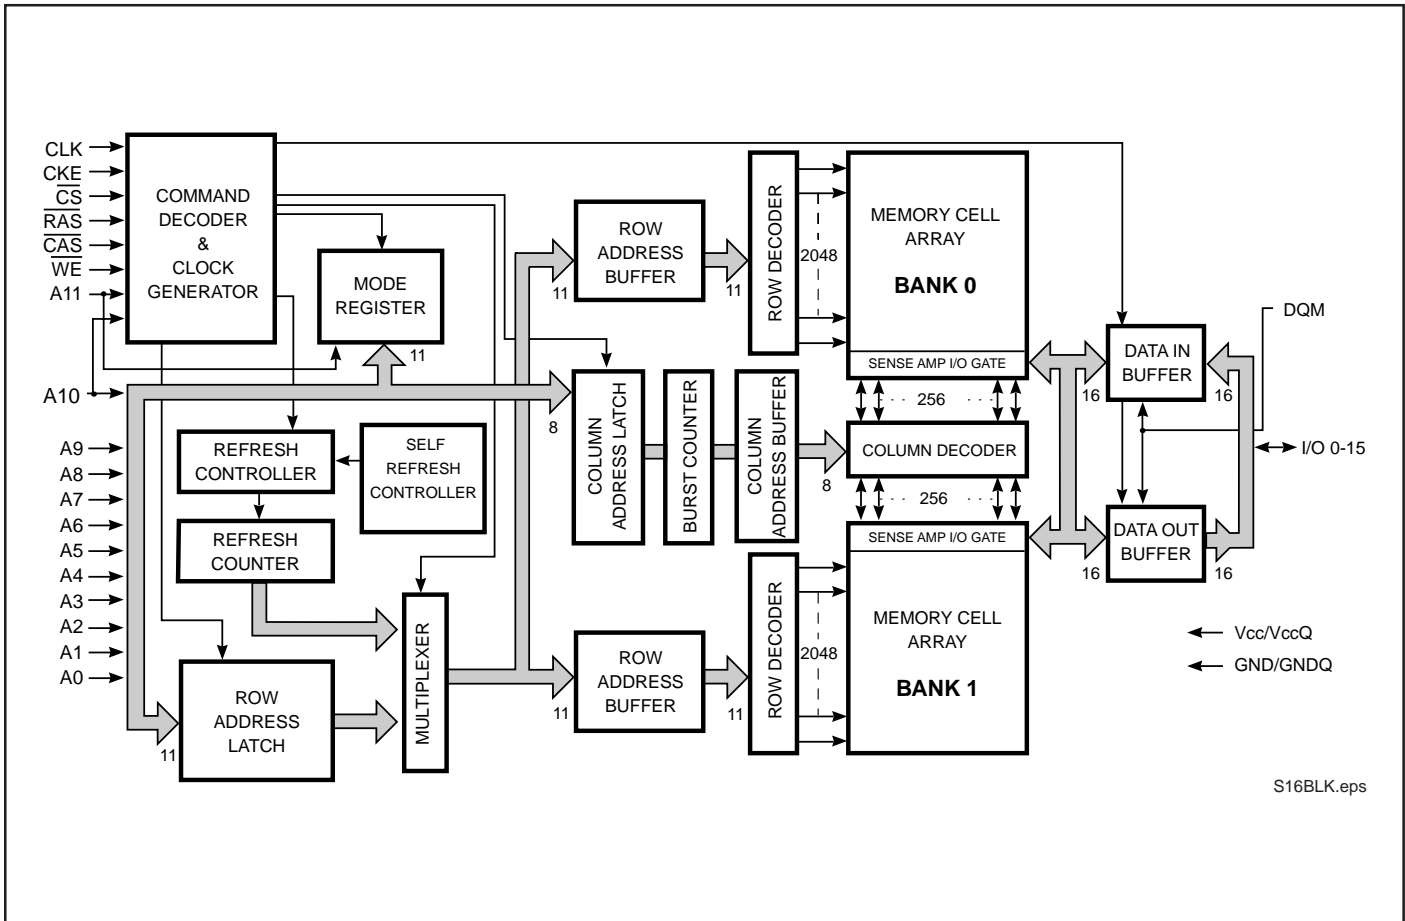 CLK
CKE
CS
RAS
CAS
WE
A11
A10
A9
A8
A7
A6
A5
A4
A3
A2
A1
A0
COMMAND
DECODER
&
CLOCK
GENERATOR
MODE
REGISTER
11
REFRESH
CONTROLLER
SELF
REFRESH
CONTROLLER
REFRESH
COUNTER
ROW
ADDRESS
LATCH
11
MULTIPLEXER
ROW
ADDRESS
BUFFER
11
11
COLUMN
ADDRESS LATCH
8
BURST COUNTER
COLUMN
ADDRESS BUFFER
8
ROW
ADDRESS
BUFFER
11
11
ROW DECODER
2048
MEMORY CELL
ARRAY
BANK 0
SENSE AMP I/O GATE
256
COLUMN DECODER
256
SENSE AMP I/O GATE
MEMORY CELL
ARRAY
BANK 1
ROW DECODER
2048
DQM
DATA IN
BUFFER
16
16
I/O 0-15
DATA OUT
BUFFER
16
16
Vcc/VccQ
GND/GNDQ
S16BLK.eps